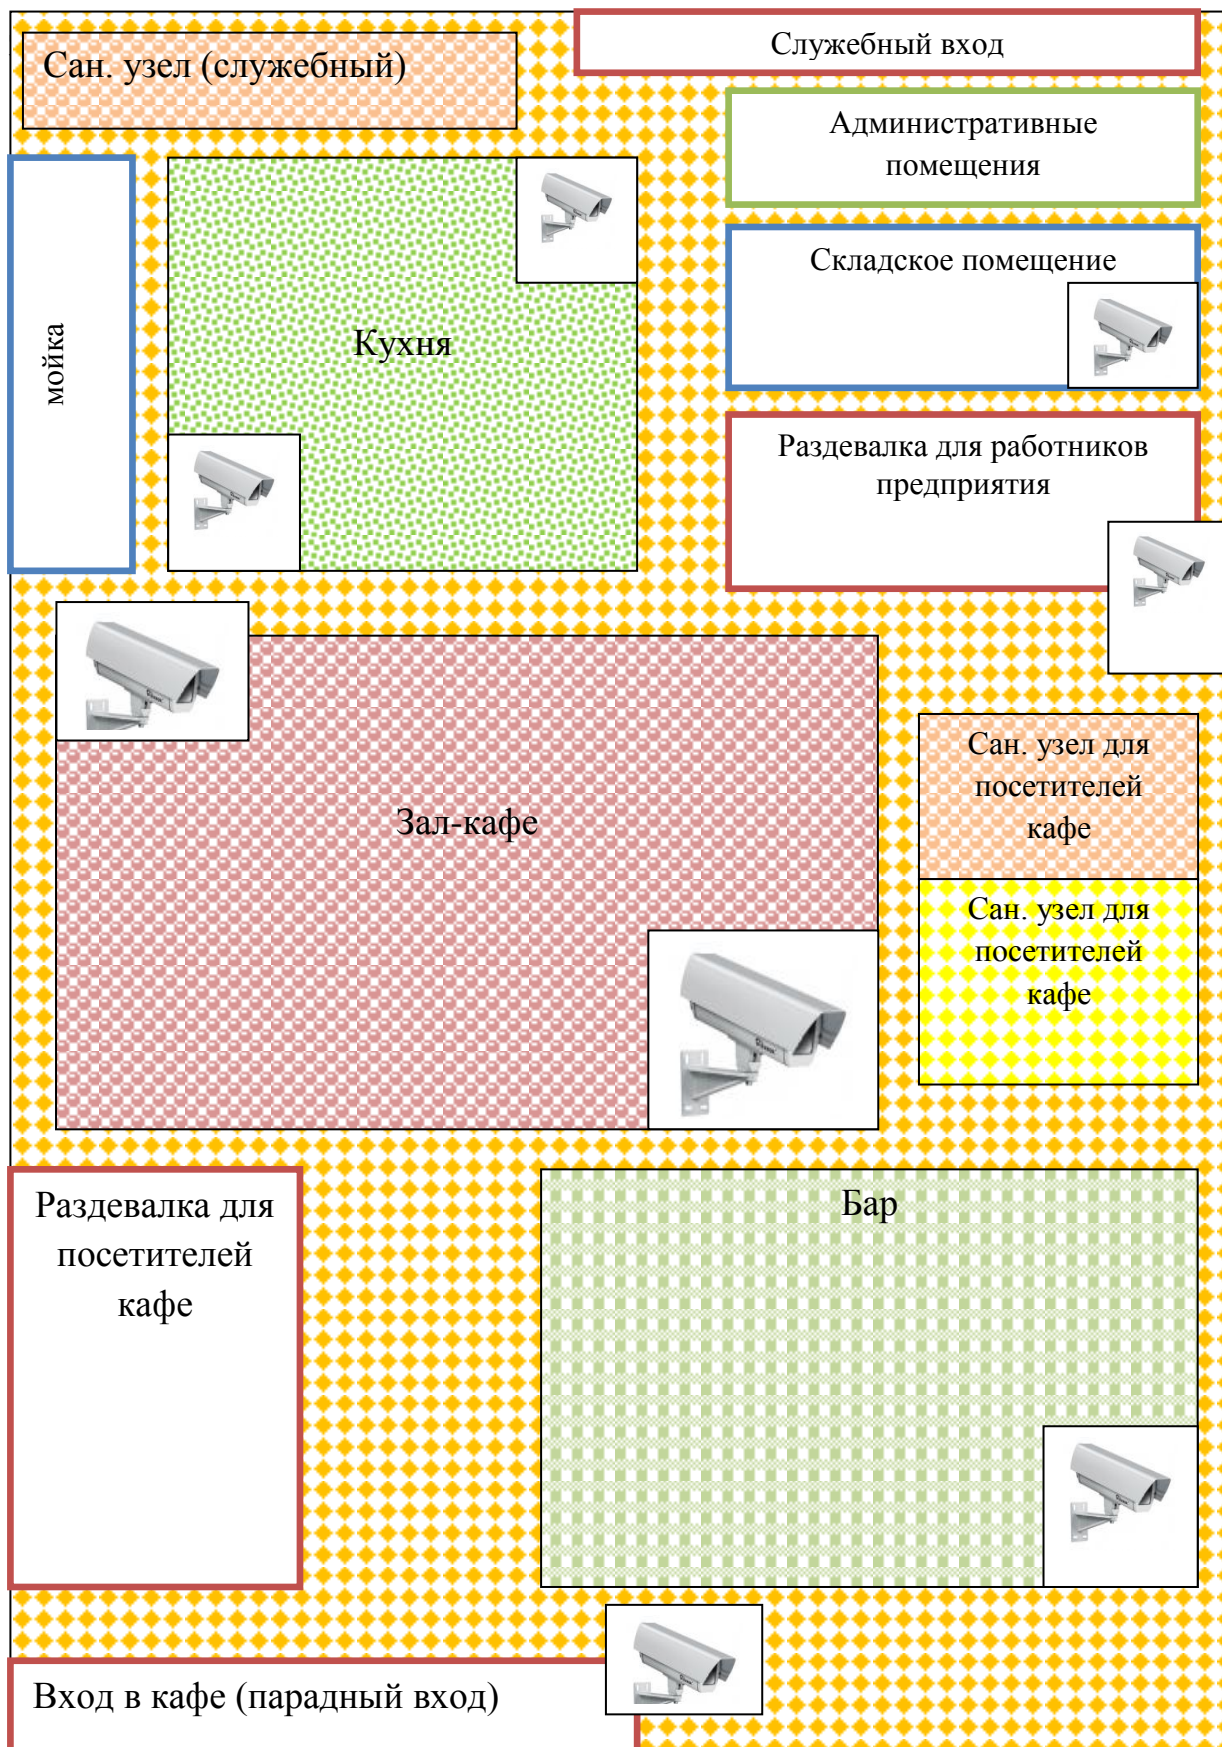 Служебный вход
Сан. узел (служебный)
Административные
помещения
Складское помещение
мойка
Кухня
Раздевалка для работников
предприятия
Сан. узел для
посетителей
кафе
Зал-кафе
Сан. узел для
посетителей
кафе
Раздевалка для
посетителей
кафе
Бар
Вход в кафе (парадный вход)